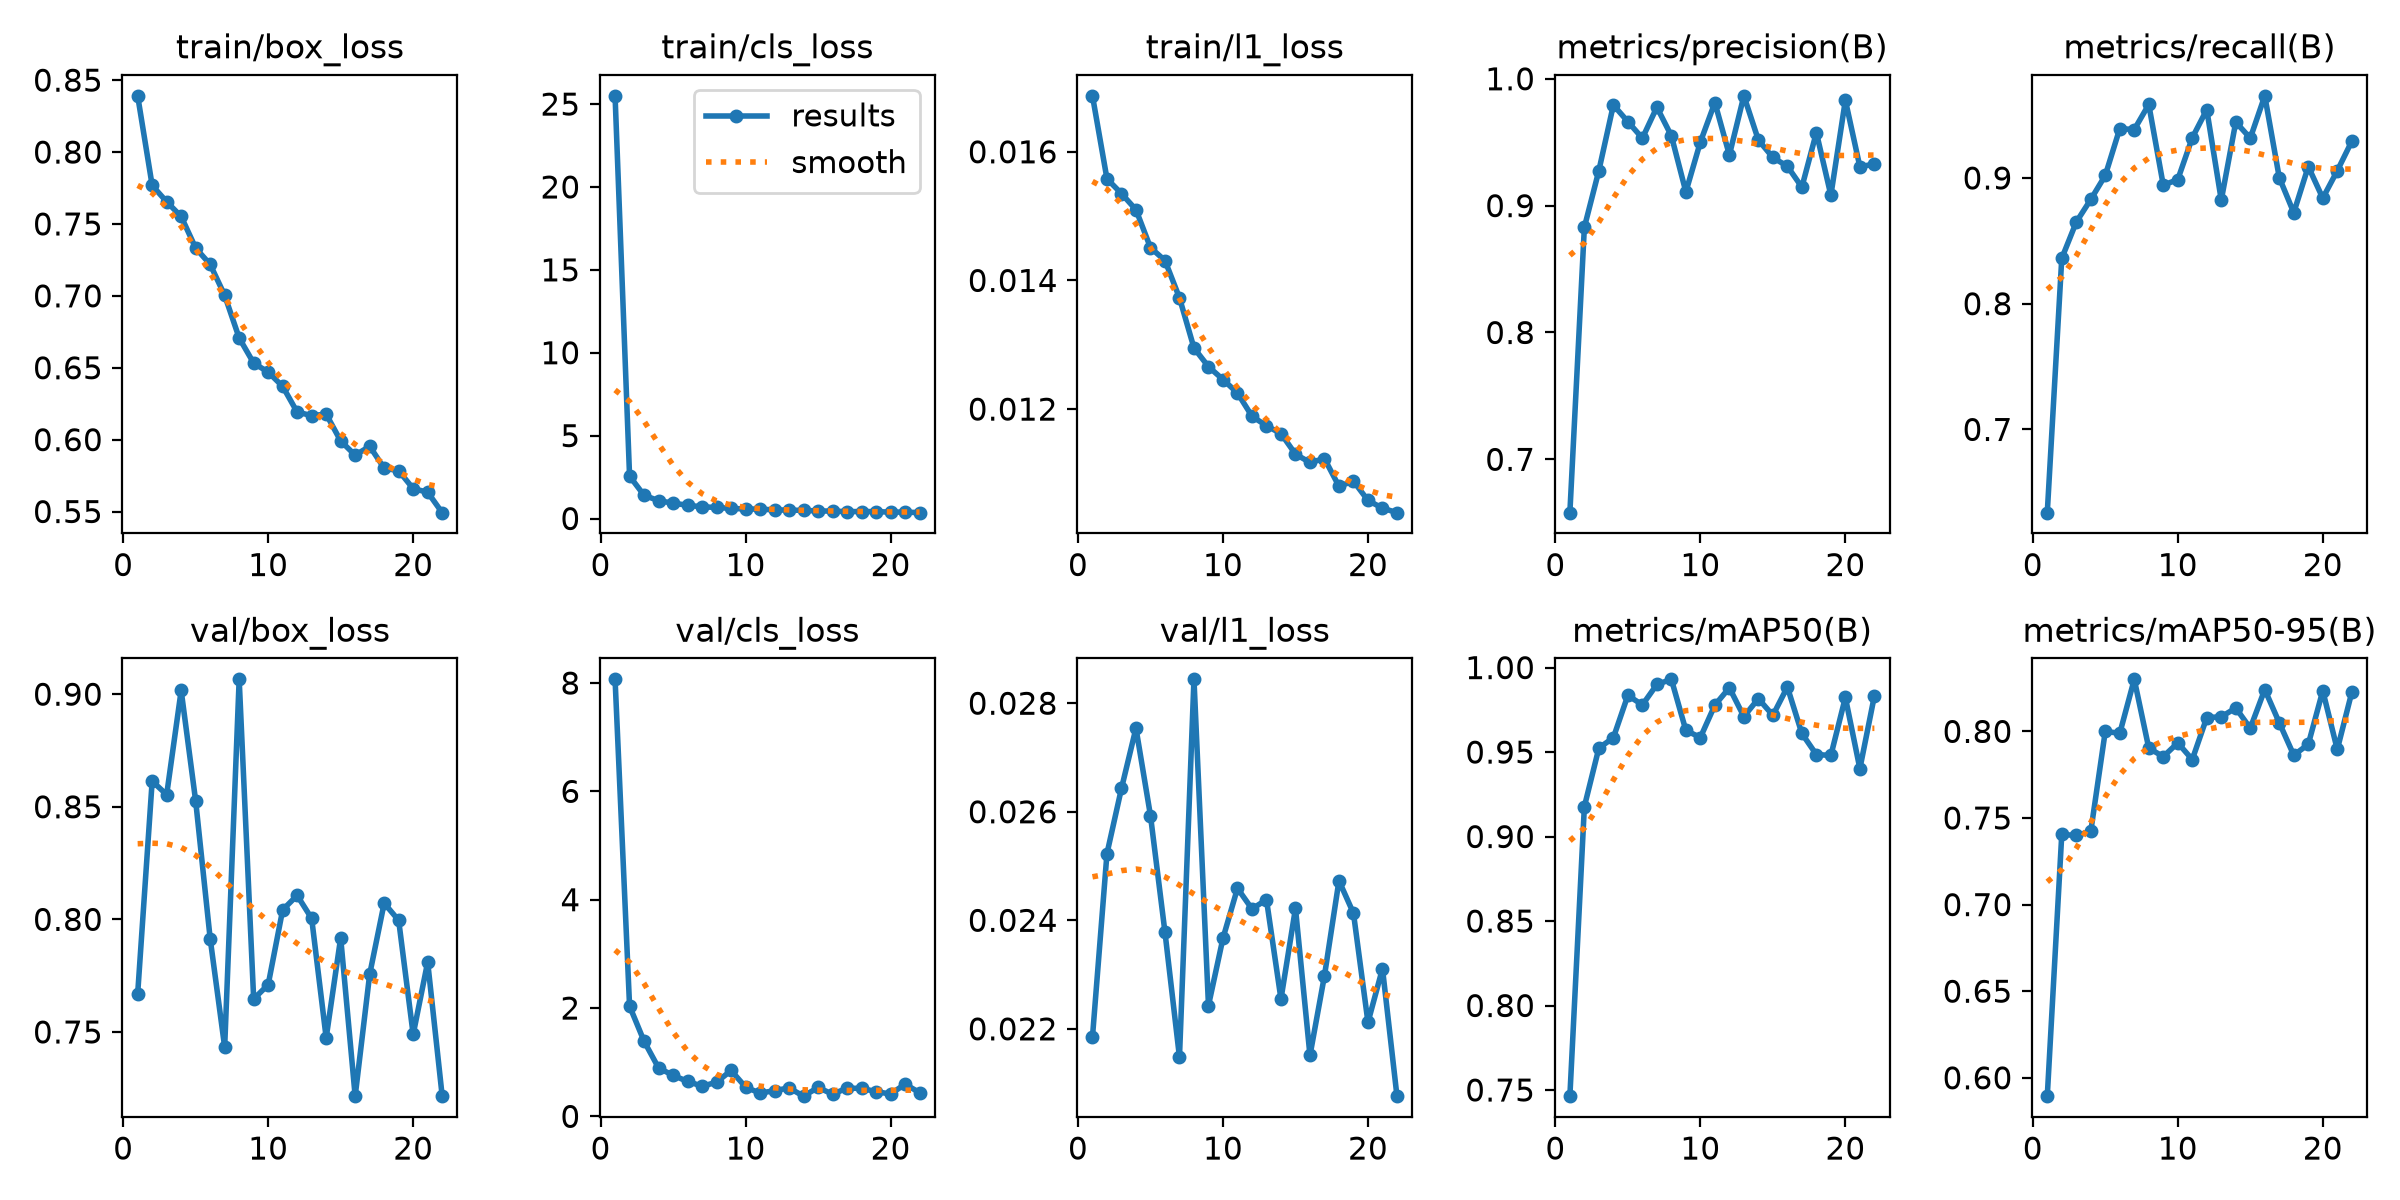 train/box_loss
0.85
0.80
0.75
0.70
0.65
0.60
0.55
0 10 20
train/cls_loss
results
smooth
25
20
15
10
5
0
0 10 20
train/l1_loss
0.016
0.014
0.012
0 10 20
metrics/precision(B)
1.0
0.9
0.8
0.7
0 10 20
metrics/recall(B)
0.9
0.8
0.7
0 10 20
val/box_loss
0.90
0.85
0.80
0.75
0 10 20
val/cls_loss
8
6
4
2
0
0 10 20
val/l1_loss
0.028
0.026
0.024
0.022
0 10 20
metrics/mAP50(B)
1.00
0.95
0.90
0.85
0.80
0.75
0 10 20
metrics/mAP50-95(B)
0.80
0.75
0.70
0.65
0.60
0 10 20